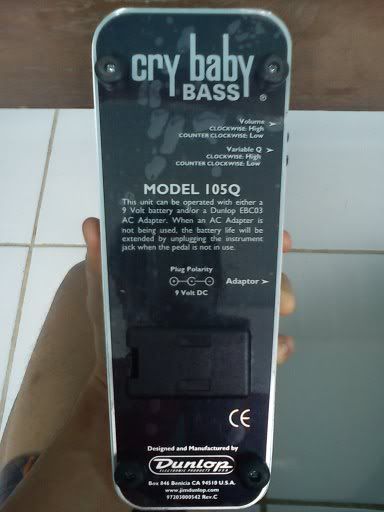 cry baby
BASS ®
Volume
CLOCKWISE: High
COUNTER CLOCKWISE: Low
Variable Q
CLOCKWISE: High
COUNTER CLOCKWISE: Low
MODEL 105Q
This unit can be operated with either a
9 Volt battery and/or a Dunlop EBC03
AC Adapter. When an AC Adapter is
not being used, the battery life will be
extended by unplugging the instrument
jack when the pedal is not in use.
Plug Polarity
9 Volt DC
Adaptor
CE
Designed and Manufactured by
Dunlop
ELECTRONIC PRODUCTS U.S.A.
Box 846 Benicia CA 94510 U.S.A.
www.jimdunlop.com
97203000542 Rev.C